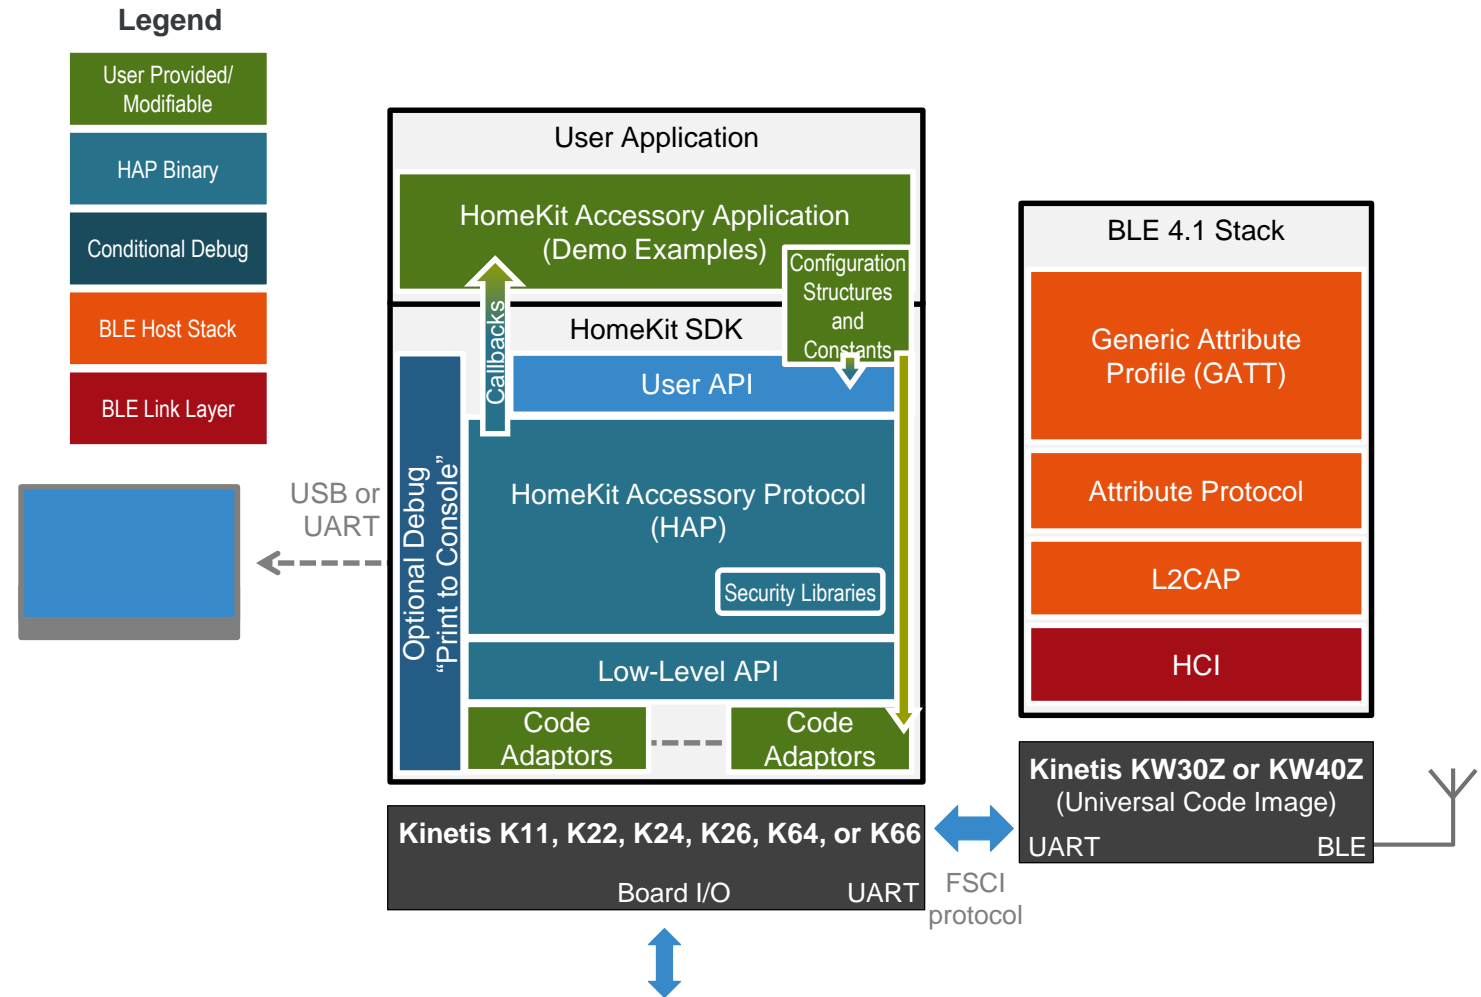 Legend
User Provided/
Modifiable
HAP Binary
Conditional Debug
BLE Host Stack
BLE Link Layer
User Application
HomeKit Accessory Application
(Demo Examples)
Configuration
Structures
and
Constants
Callbacks
HomeKit SDK
User API
Optional Debug
“Print to Console”
USB or
UART
HomeKit Accessory Protocol
(HAP)
Security Libraries
Low-Level API
Code
Adaptors
Code
Adaptors
Kinetis K11, K22, K24, K26, K64, or K66
Board I/O
UART
FSCI
protocol
BLE 4.1 Stack
Generic Attribute
Profile (GATT)
Attribute Protocol
L2CAP
HCI
Kinetis KW30Z or KW40Z
(Universal Code Image)
UART
BLE